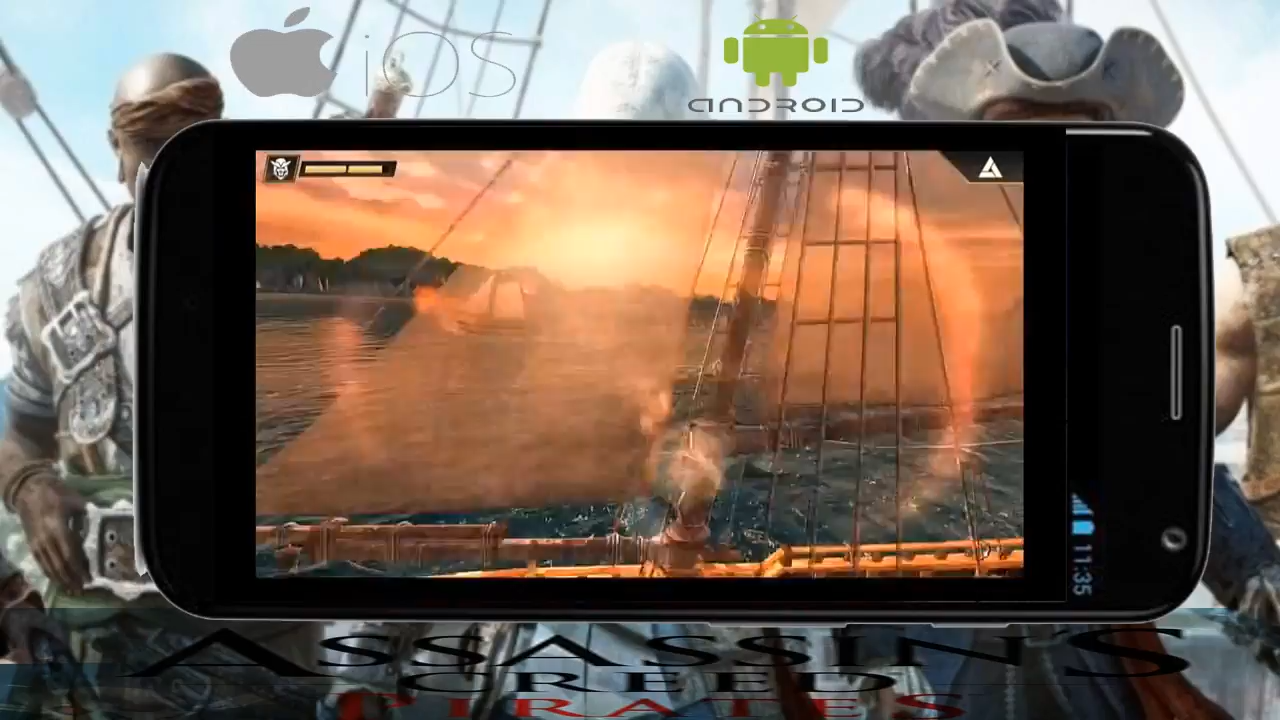 iOS
ANDROID
11:35
ASSASSIN'S
CREED
PIRATES